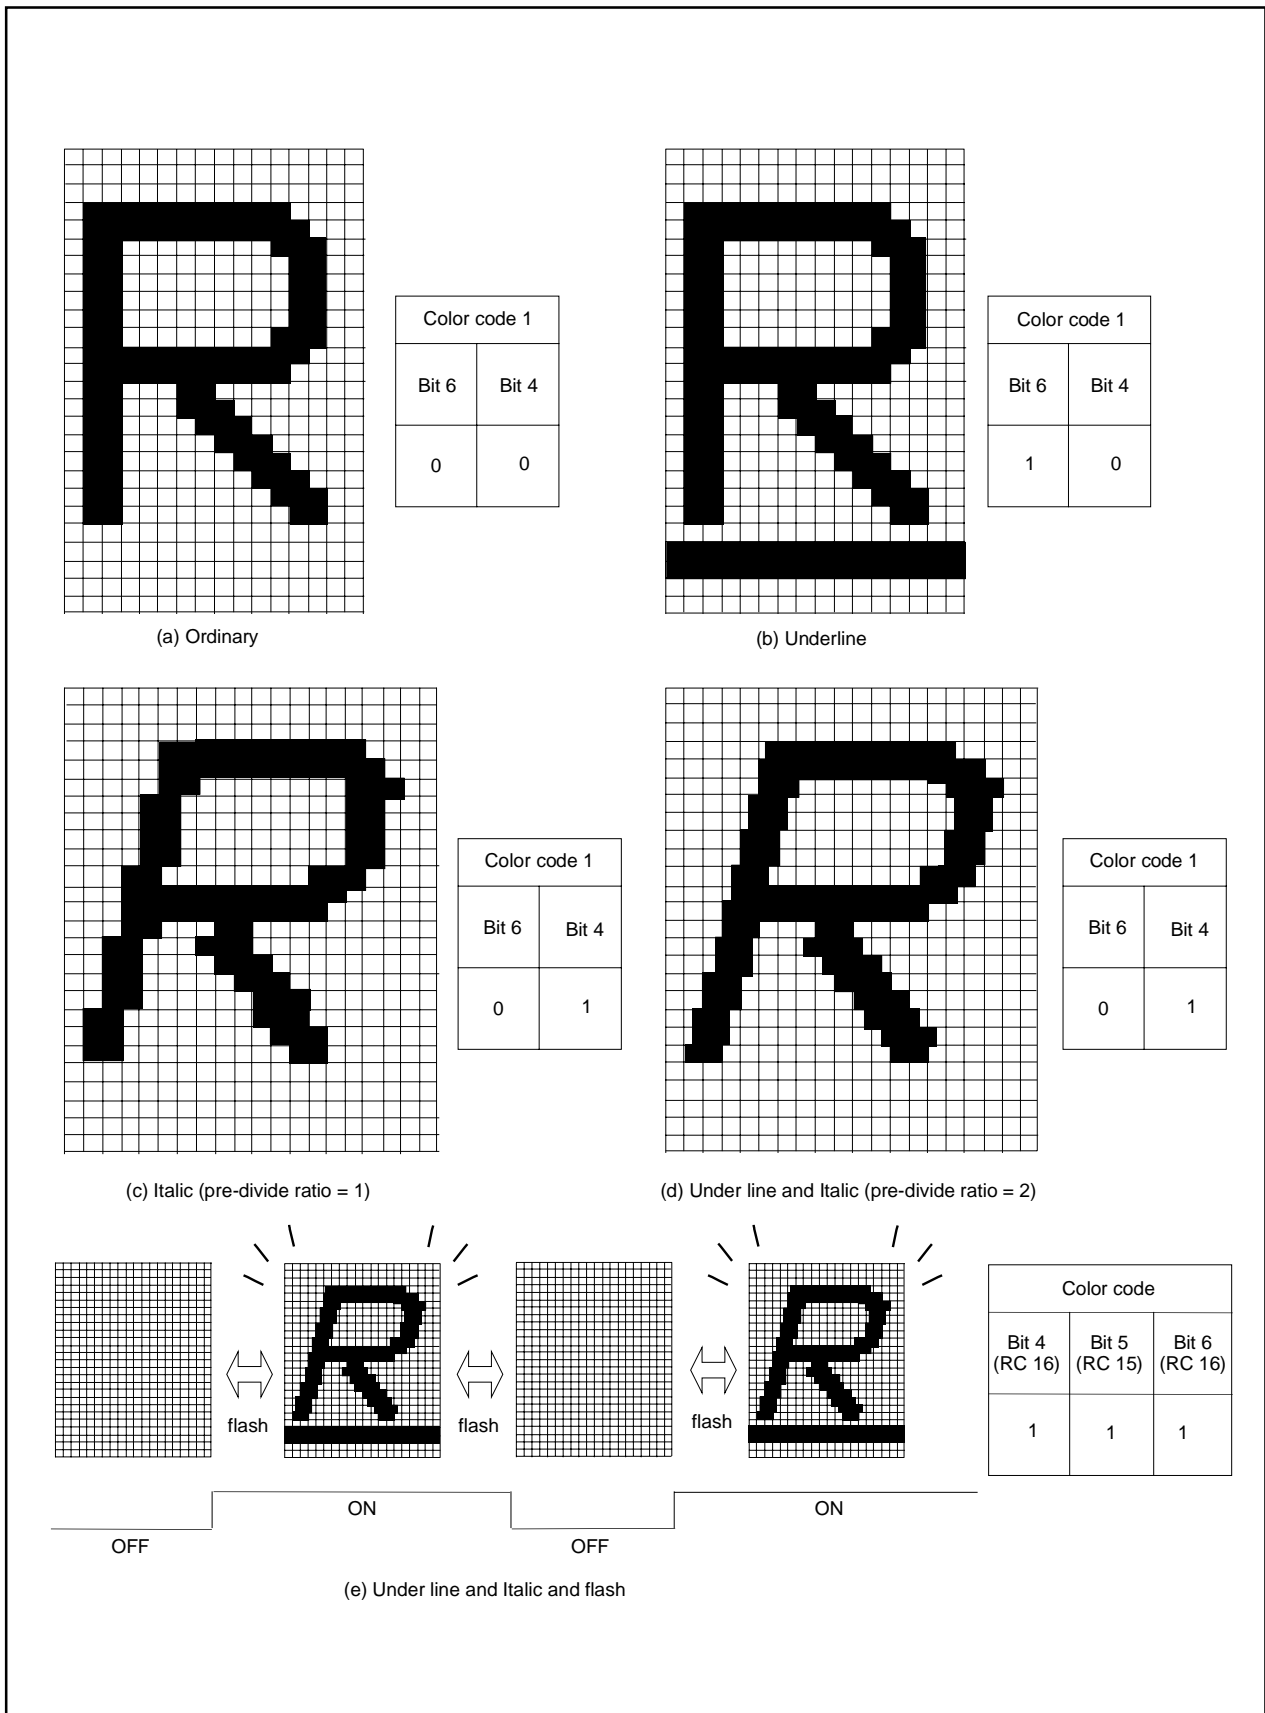 Color code 1
Bit 6 Bit 4
0 0
(a) Ordinary
Color code 1
Bit 6 Bit 4
1 0
(b) Underline
Color code 1
Bit 6 Bit 4
0 1
(c) Italic (pre-divide ratio = 1)
Color code 1
Bit 6 Bit 4
0 1
(d) Under line and Italic (pre-divide ratio = 2)
flash
flash
flash
Color code
Bit 4 Bit 5 Bit 6
(RC 16) (RC 15) (RC 16)
1 1 1
ON ON
OFF OFF
(e) Under line and Italic and flash